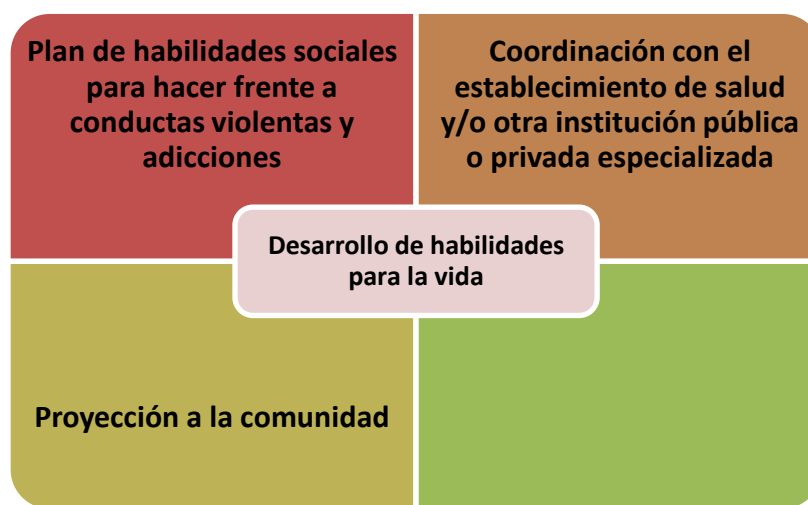 Plan de habilidades sociales
para hacer frente a
conductas violentas y
adicciones
Coordinación con el
establecimiento de salud
y/o otra institución pública
o privada especializada
Desarrollo de habilidades
para la vida
Proyección a la comunidad